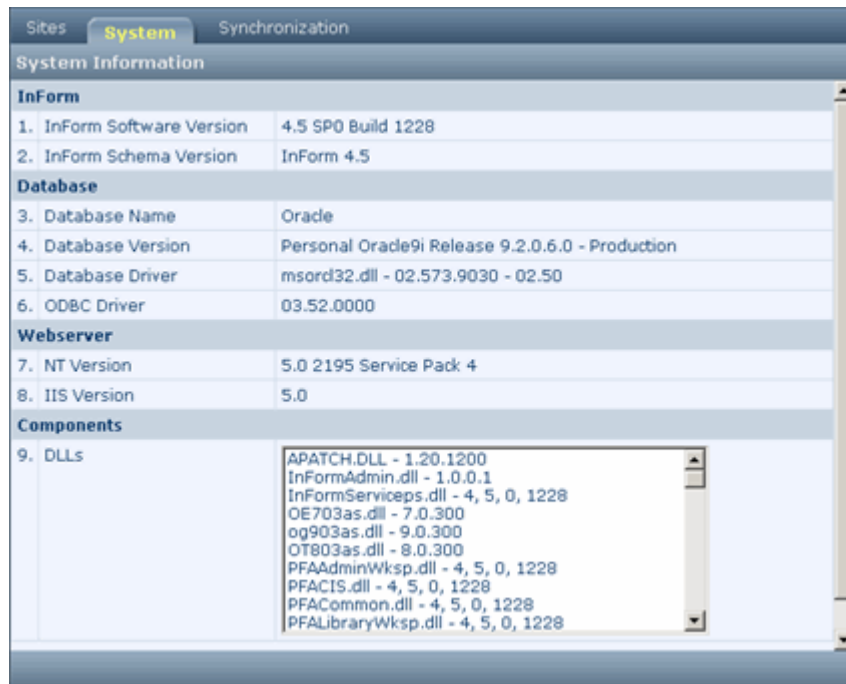 Sites System Synchronization
System Information
InForm
1. InForm Software Version 4.5 SP0 Build 1228
2. InForm Schema Version InForm 4.5
Database
3. Database Name Oracle
4. Database Version Personal Oracle9i Release 9.2.0.6.0 - Production
5. Database Driver msorcl32.dll - 02.573.9030 - 02.50
6. ODBC Driver 03.52.0000
Webserver
7. NT Version 5.0 2195 Service Pack 4
8. IIS Version 5.0
Components
9. DLLs APATCH.DLL - 1.20.1200
InFormAdmin.dll - 1.0.0.1
InFormServiceps.dll - 4, 5, 0, 1228
OE703as.dll - 7.0.300
og903as.dll - 9.0.300
OT803as.dll - 8.0.300
PFAAdminWksp.dll - 4, 5, 0, 1228
PFACIS.dll - 4, 5, 0, 1228
PFACommon.dll - 4, 5, 0, 1228
PFALibraryWksp.dll - 4, 5, 0, 1228